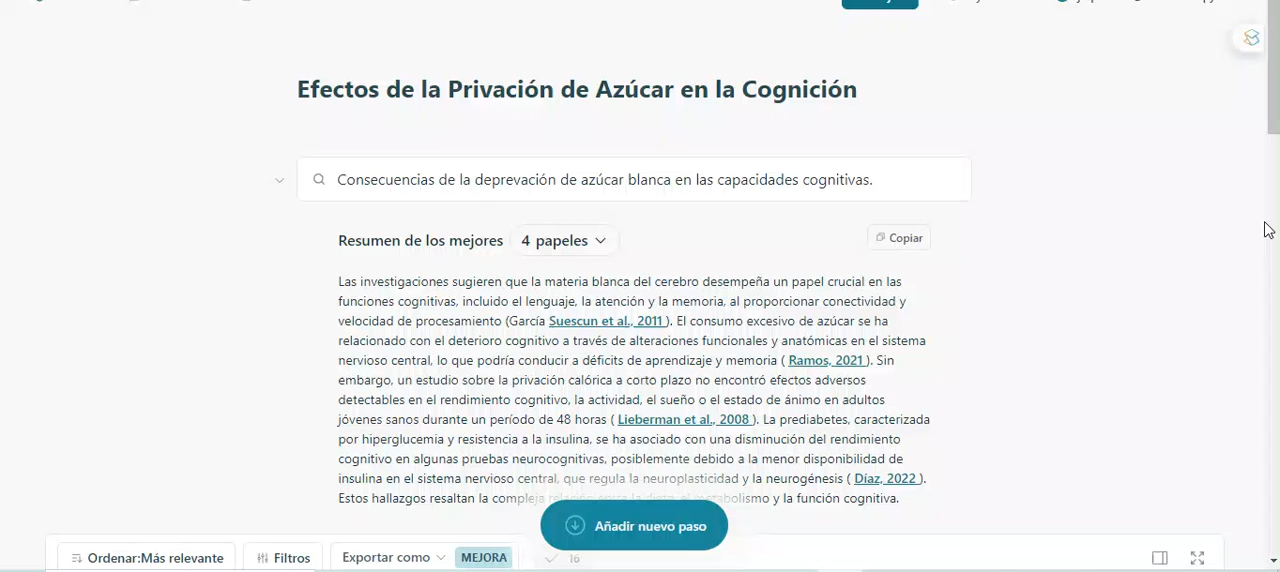 Efectos de la Privación de Azúcar en la Cognición
Consecuencias de la deprevación de azúcar blanca en las capacidades cognitivas.
Resumen de los mejores 4 papeles
Copiar
Las investigaciones sugieren que la materia blanca del cerebro desempeña un papel crucial en las
funciones cognitivas, incluido el lenguaje, la atención y la memoria, al proporcionar conectividad y
velocidad de procesamiento (García Suescun et al., 2011 ). El consumo excesivo de azúcar se ha
relacionado con el deterioro cognitivo a través de alteraciones funcionales y anatómicas en el sistema
nervioso central, lo que podría conducir a déficits de aprendizaje y memoria ( Ramos, 2021 ). Sin
embargo, un estudio sobre la privación calórica a corto plazo no encontró efectos adversos
detectables en el rendimiento cognitivo, la actividad, el sueño o el estado de ánimo en adultos
jóvenes sanos durante un período de 48 horas ( Lieberman et al., 2008 ). La prediabetes, caracterizada
por hiperglucemia y resistencia a la insulina, se ha asociado con una disminución del rendimiento
cognitivo en algunas pruebas neurocognitivas, posiblemente debido a la menor disponibilidad de
insulina en el sistema nervioso central, que regula la neuroplasticidad y la neurogénesis ( Díaz, 2022 ).
Estos hallazgos resaltan la compleja relación entre la dieta, el metabolismo y la función cognitiva.
Añadir nuevo paso
Ordenar:Más relevante
Filtros
Exportar como
MEJORA
16